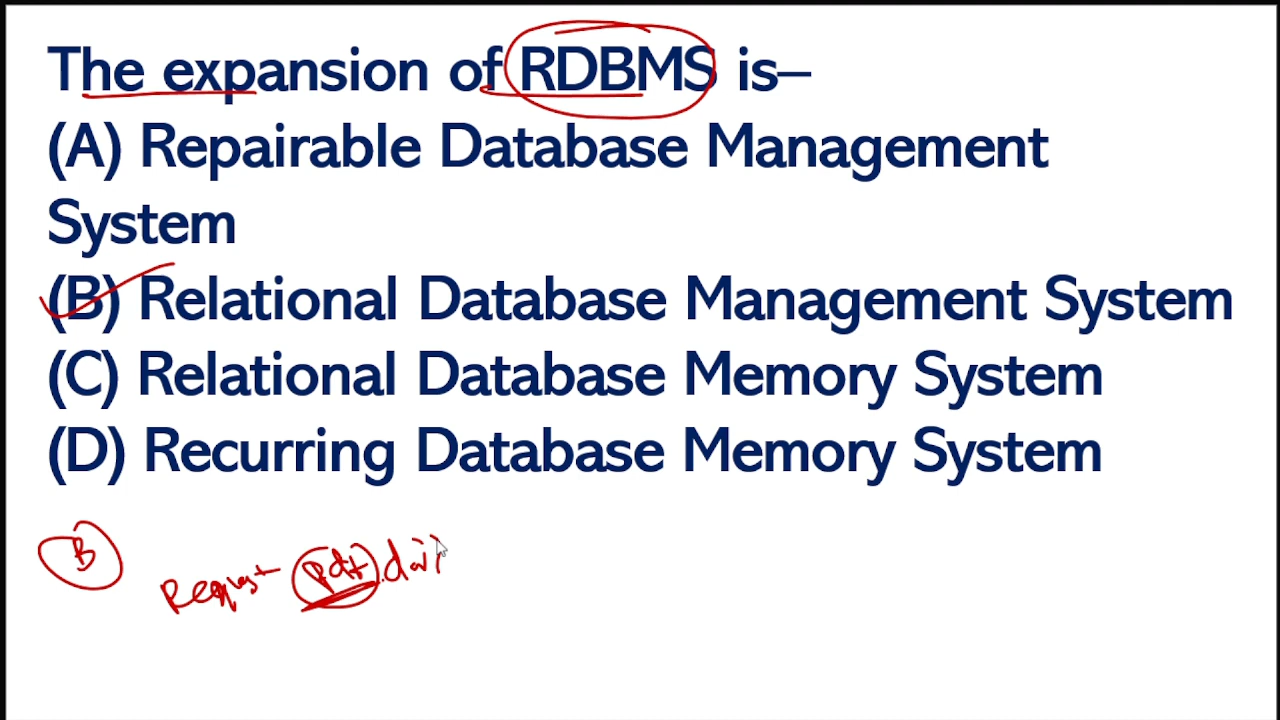 The expansion of RDBMS is–
(A) Repairable Database Management
System
(B) Relational Database Management System
(C) Relational Database Memory System
(D) Recurring Database Memory System
B
Request pdf